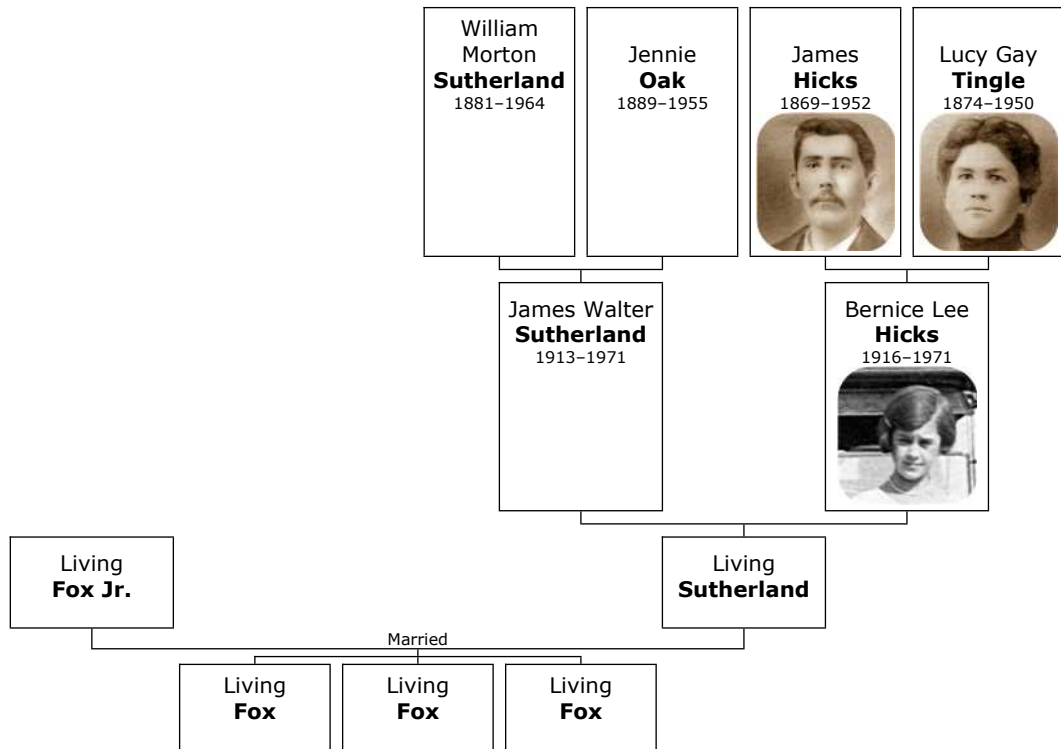 William
Morton
Sutherland
1881–1964
Jennie
Oak
1889–1955
James
Hicks
1869–1952
Lucy Gay
Tingle
1874–1950
James Walter
Sutherland
1913–1971
Bernice Lee
Hicks
1916–1971
Living
Fox Jr.
Living
Sutherland
Married
Living
Fox
Living
Fox
Living
Fox